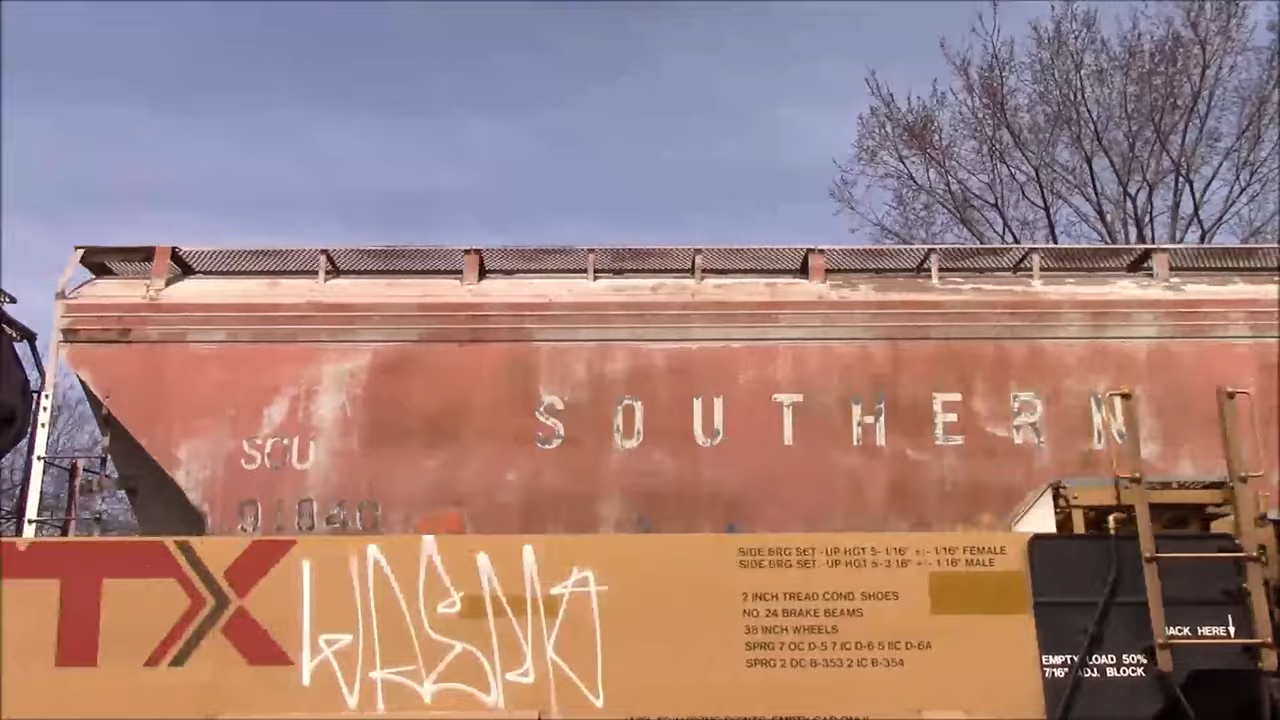 SOUTHERN
SOU
91040
TX
SIDE BRG SET - UP HGT 5- 1/16" +/- 1/16" FEMALE
SIDE BRG SET - UP HGT 5-3 16" +/- 1 16" MALE
2 INCH TREAD COND. SHOES
NO. 24 BRAKE BEAMS
38 INCH WHEELS
SPRG 7 OC D-5 7 IC D-6 5 IIC D-6A
SPRG 2 OC B-353 2 IC B-354
JACK HERE
EMPTY LOAD 50%
7/16" ADJ. BLOCK